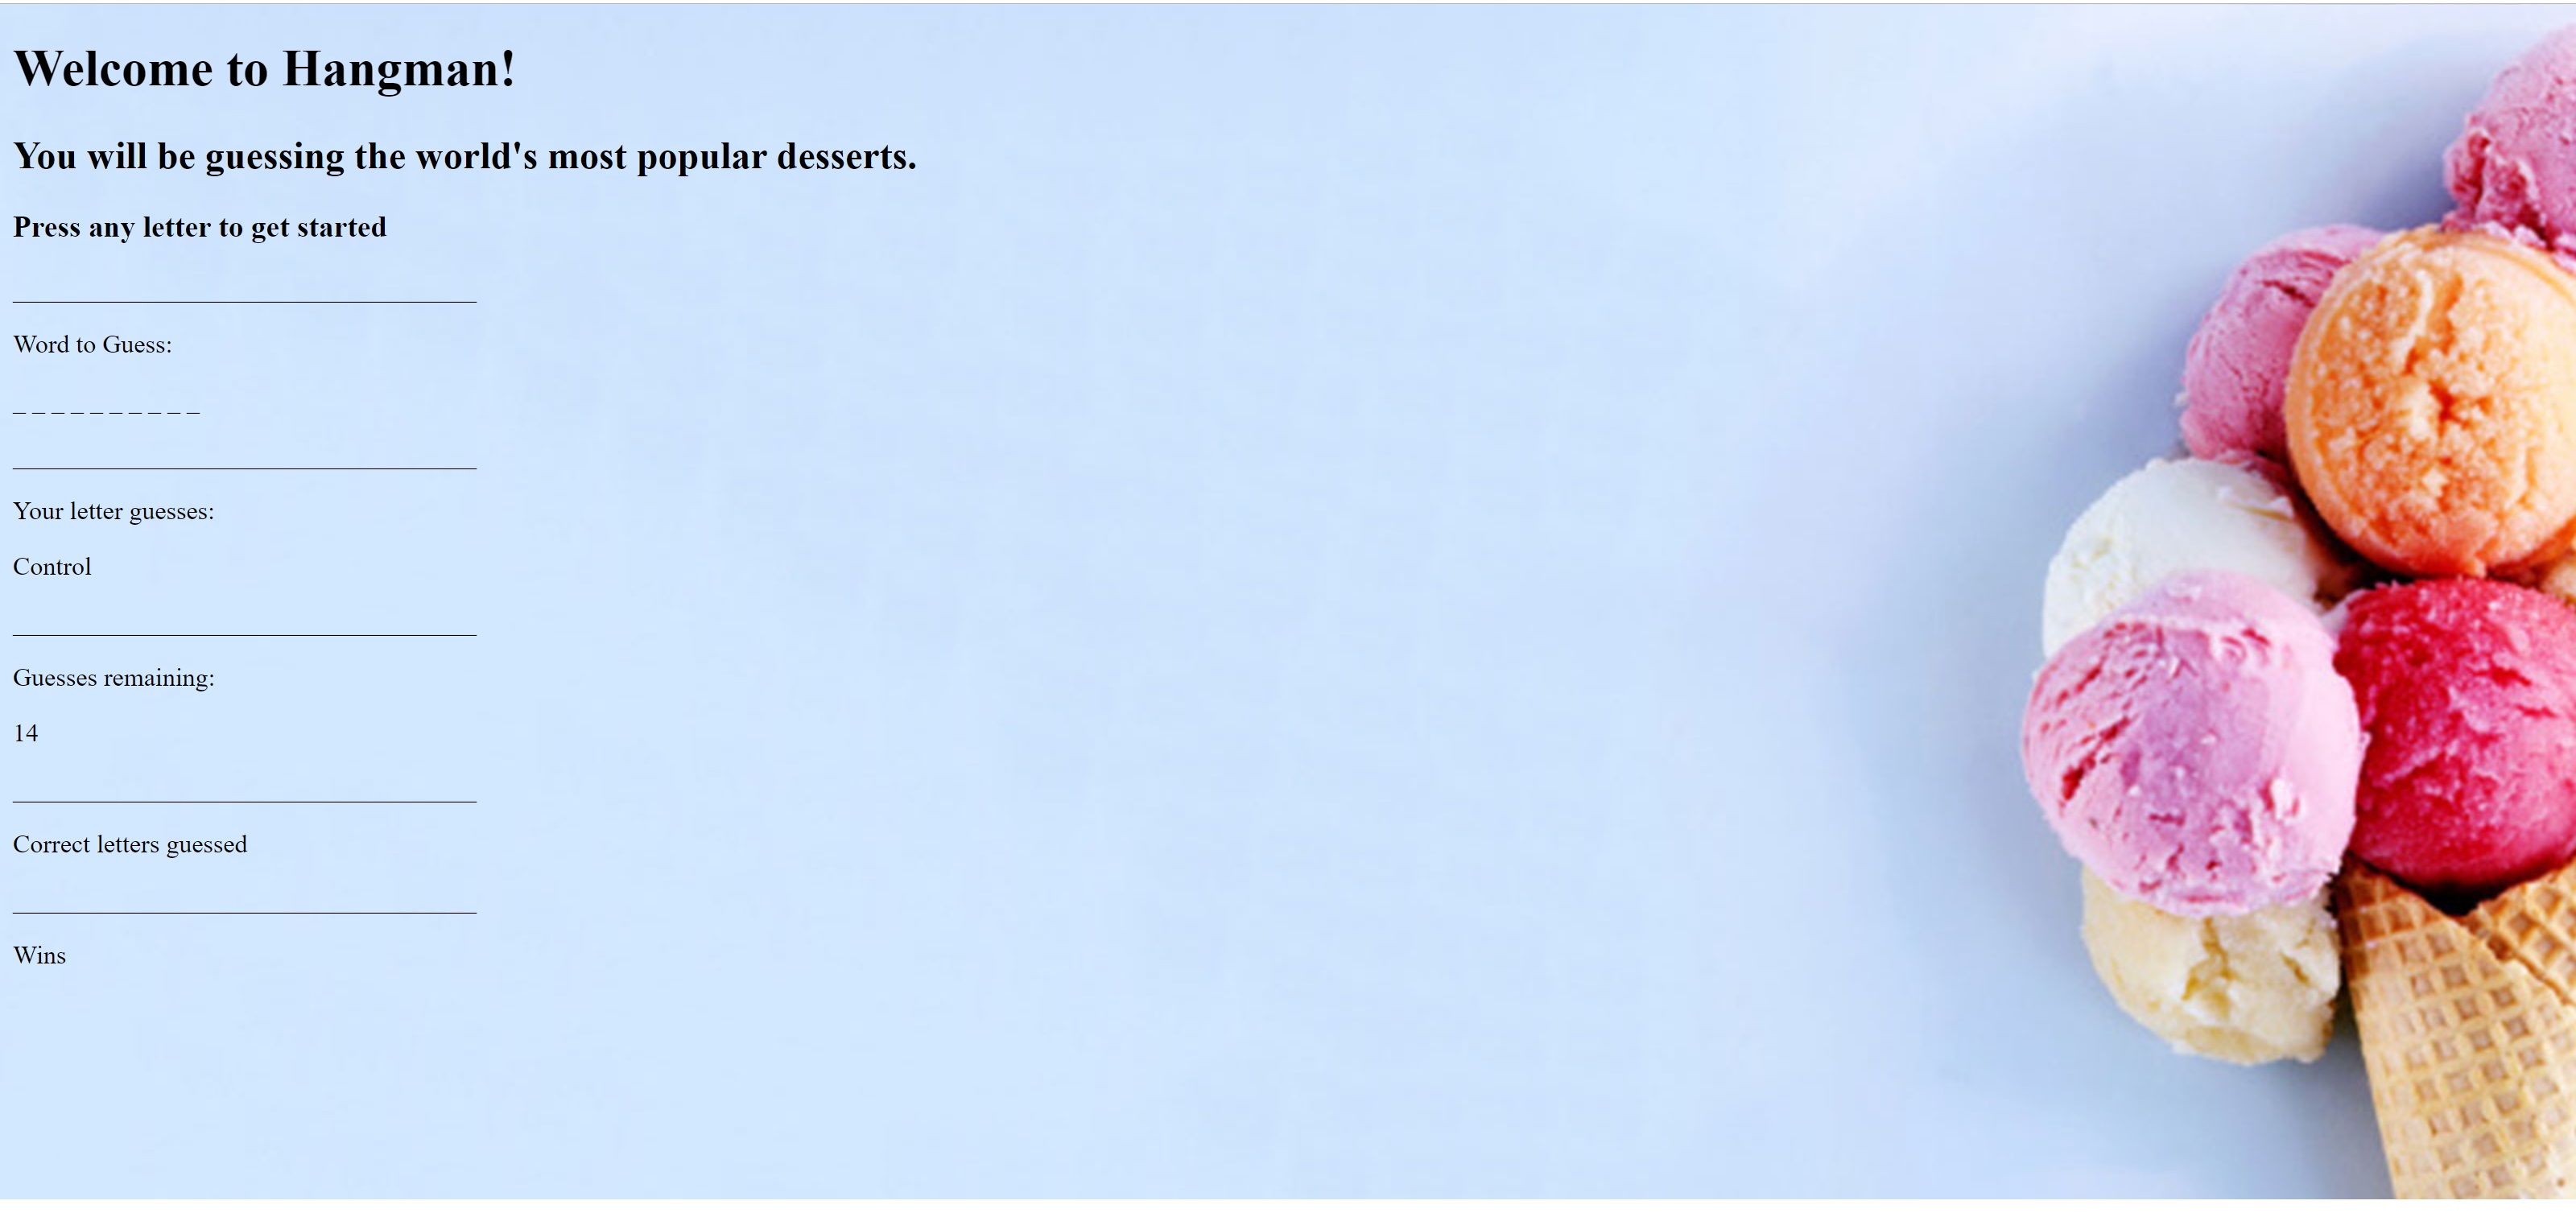 Welcome to Hangman!
You will be guessing the world's most popular desserts.
Press any letter to get started
Word to Guess:
_ _ _ _ _ _ _ _ _ _
Your letter guesses:
Control
Guesses remaining:
14
Correct letters guessed
Wins